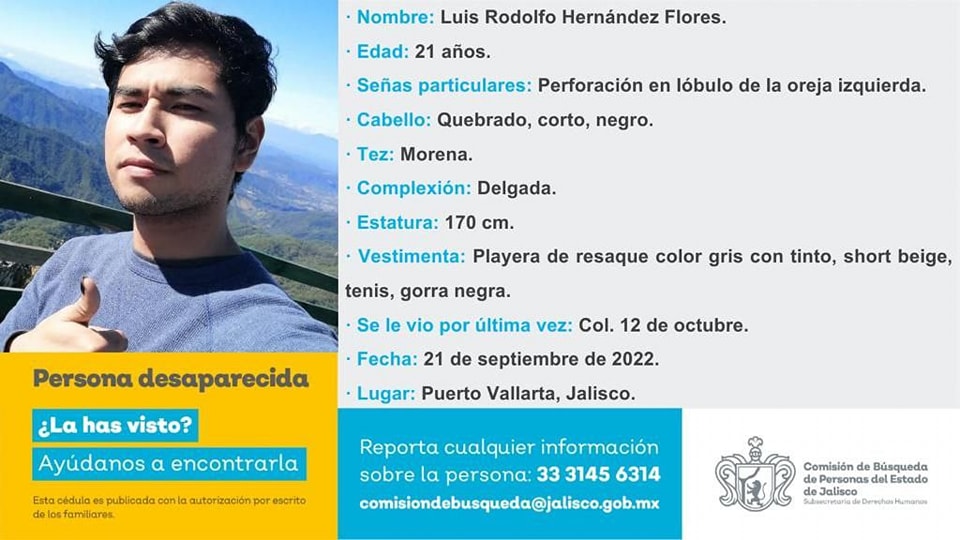 · Nombre: Luis Rodolfo Hernández Flores.
· Edad: 21 años.
· Señas particulares: Perforación en lóbulo de la oreja izquierda.
· Cabello: Quebrado, corto, negro.
· Tez: Morena.
· Complexión: Delgada.
· Estatura: 170 cm.
· Vestimenta: Playera de resaque color gris con tinto, short beige,
tenis, gorra negra.
· Se le vio por última vez: Col. 12 de octubre.
· Fecha: 21 de septiembre de 2022.
· Lugar: Puerto Vallarta, Jalisco.
Persona desaparecida
¿La has visto?
Ayúdanos a encontrarla
Esta cédula es publicada con la autorización por escrito
de los familiares.
Reporta cualquier información
sobre la persona: 33 3145 6314
comisiondebusqueda@jalisco.gob.mx
Comisión de Búsqueda
de Personas del Estado
de Jalisco
Subsecretaría de Derechos Humanos